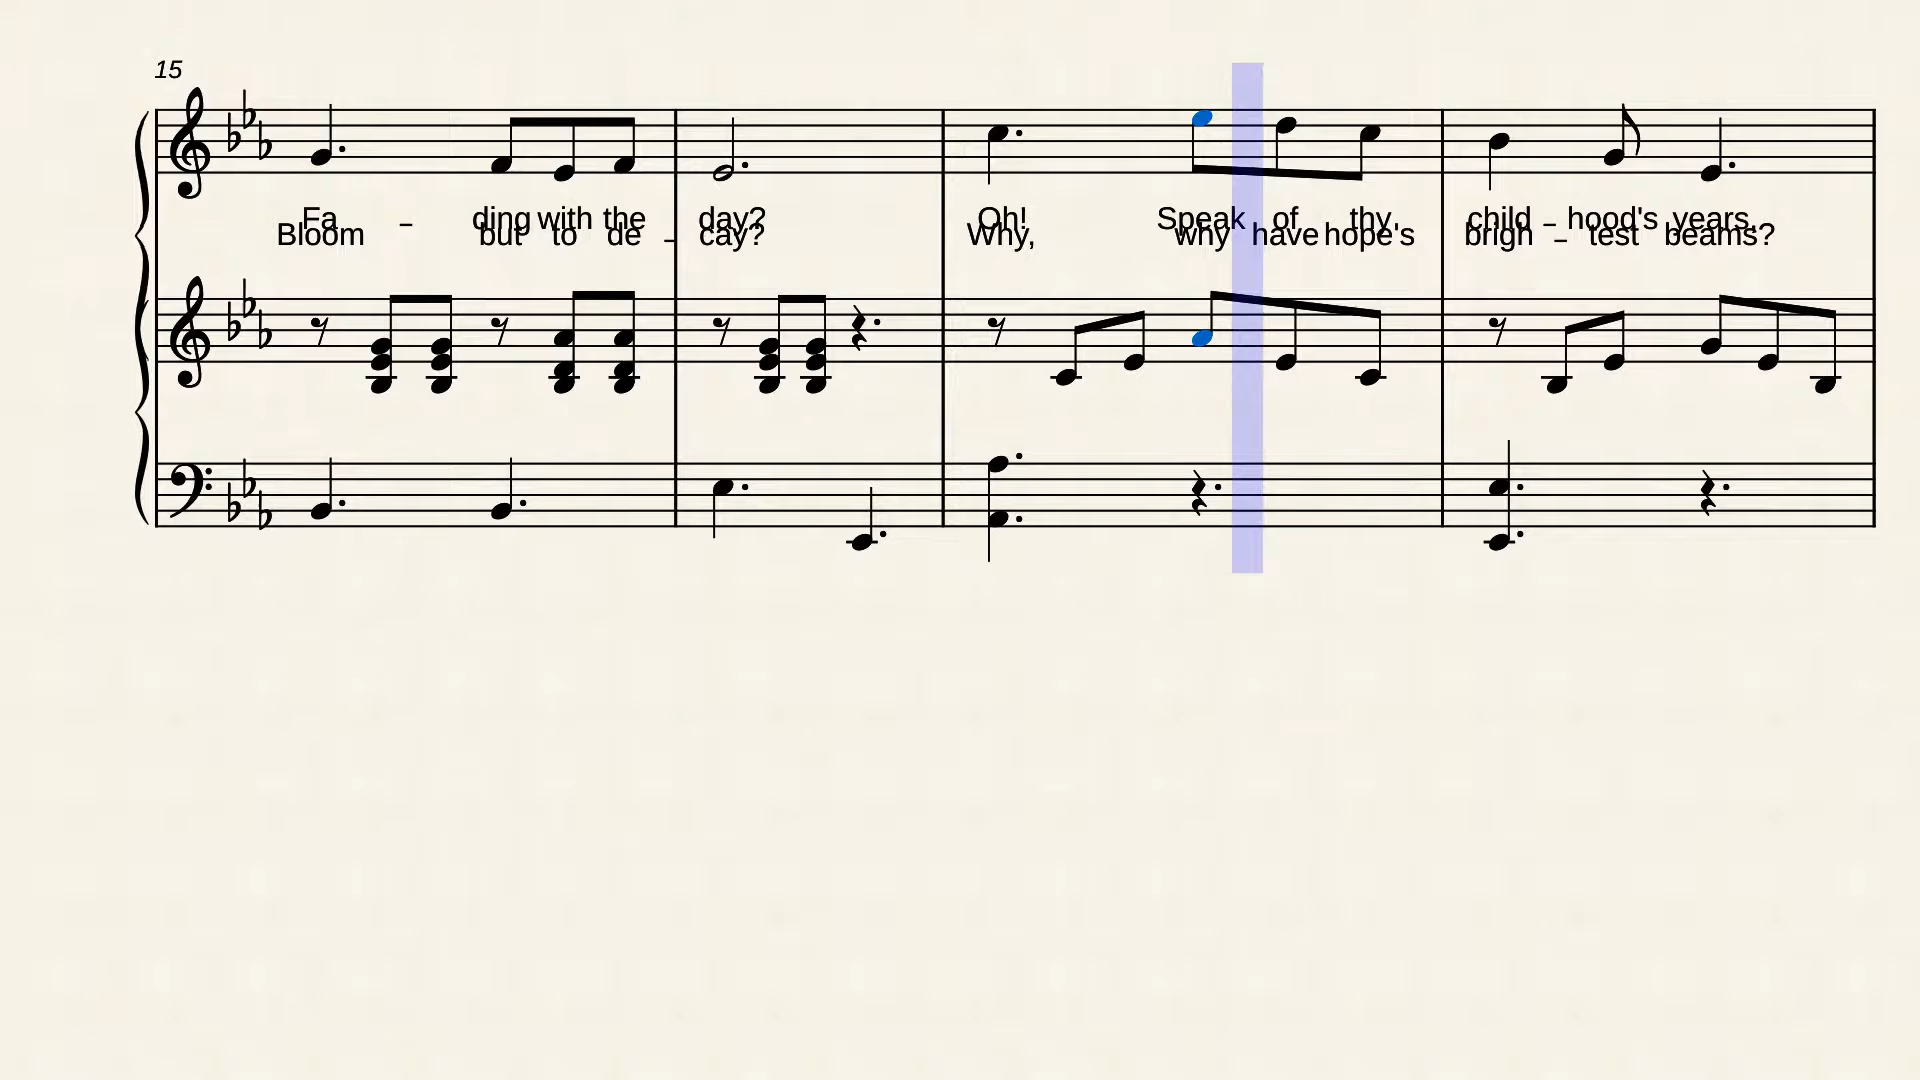 15
Fa – ding with the day? Oh! Speak of thy child – hood's years,
Bloom but to de – cay? Why, why have hope's brigh – test beams?